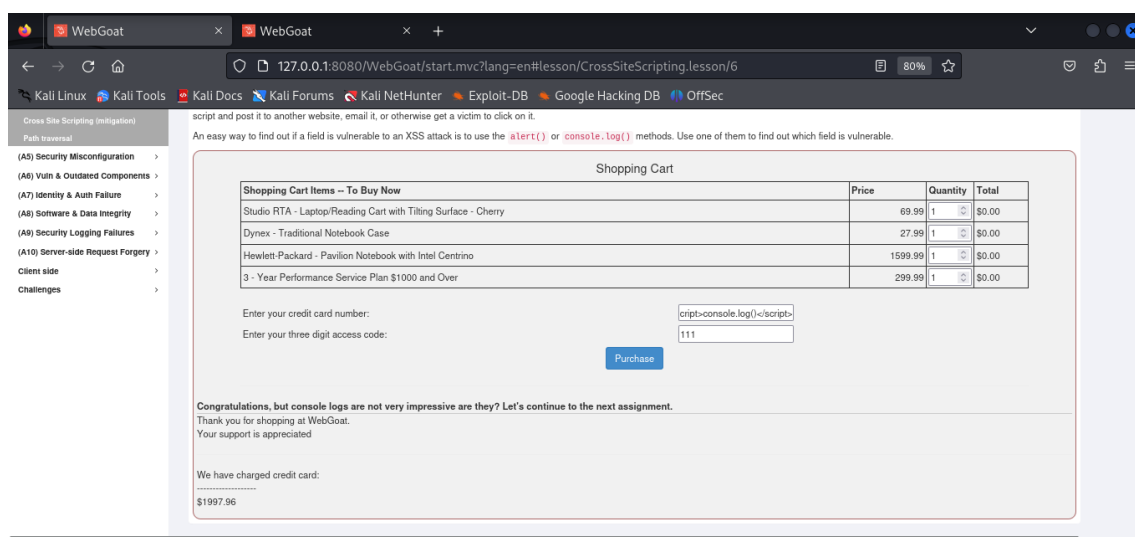 WebGoat
WebGoat
127.0.0.1:8080/WebGoat/start.mvc?lang=en#lesson/CrossSiteScripting.lesson/6
80%
Kali Linux Kali Tools Kali Docs Kali Forums Kali NetHunter Exploit-DB Google Hacking DB OffSec
Cross Site Scripting (mitigation)
Path traversal
(A5) Security Misconfiguration
(A6) Vuln & Outdated Components
(A7) Identity & Auth Failure
(A8) Software & Data Integrity
(A9) Security Logging Failures
(A10) Server-side Request Forgery
Client side
Challenges
script and post it to another website, email it, or otherwise get a victim to click on it.
An easy way to find out if a field is vulnerable to an XSS attack is to use the alert() or console.log() methods. Use one of them to find out which field is vulnerable.
Shopping Cart
Shopping Cart Items -- To Buy Now Price Quantity Total
Studio RTA - Laptop/Reading Cart with Tilting Surface - Cherry 69.99 1 $0.00
Dynex - Traditional Notebook Case 27.99 1 $0.00
Hewlett-Packard - Pavilion Notebook with Intel Centrino 1599.99 1 $0.00
3 - Year Performance Service Plan $1000 and Over 299.99 1 $0.00
Enter your credit card number: cript>console.log()</script>
Enter your three digit access code: 111
Purchase
Congratulations, but console logs are not very impressive are they? Let's continue to the next assignment.
Thank you for shopping at WebGoat.
Your support is appreciated
We have charged credit card:
-------------------
$1997.96